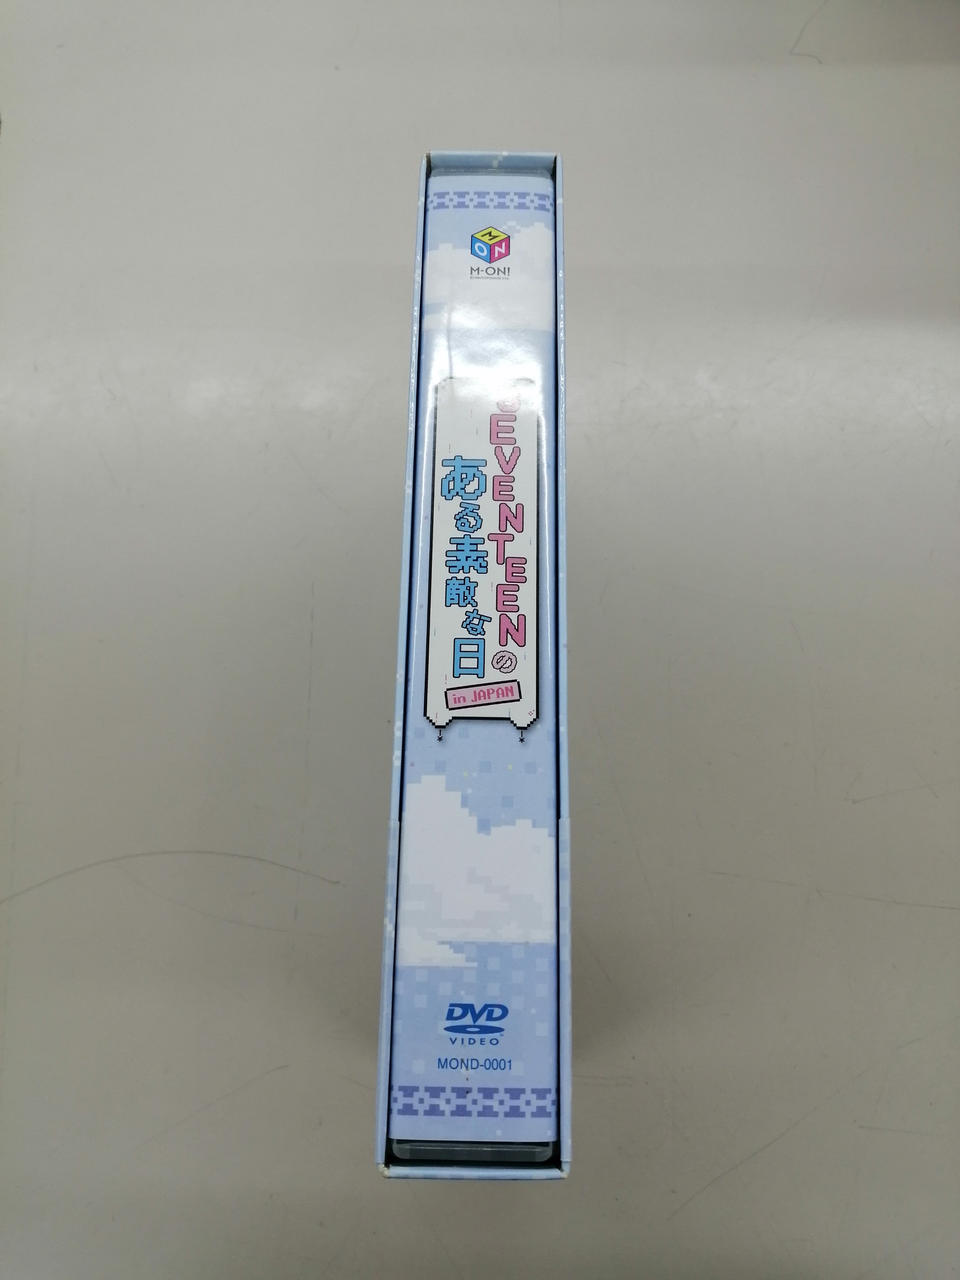 M
O N
M-ON!
SEVENTEENの
ある素敵な日
in JAPAN
DVD
VIDEO
MOND-0001